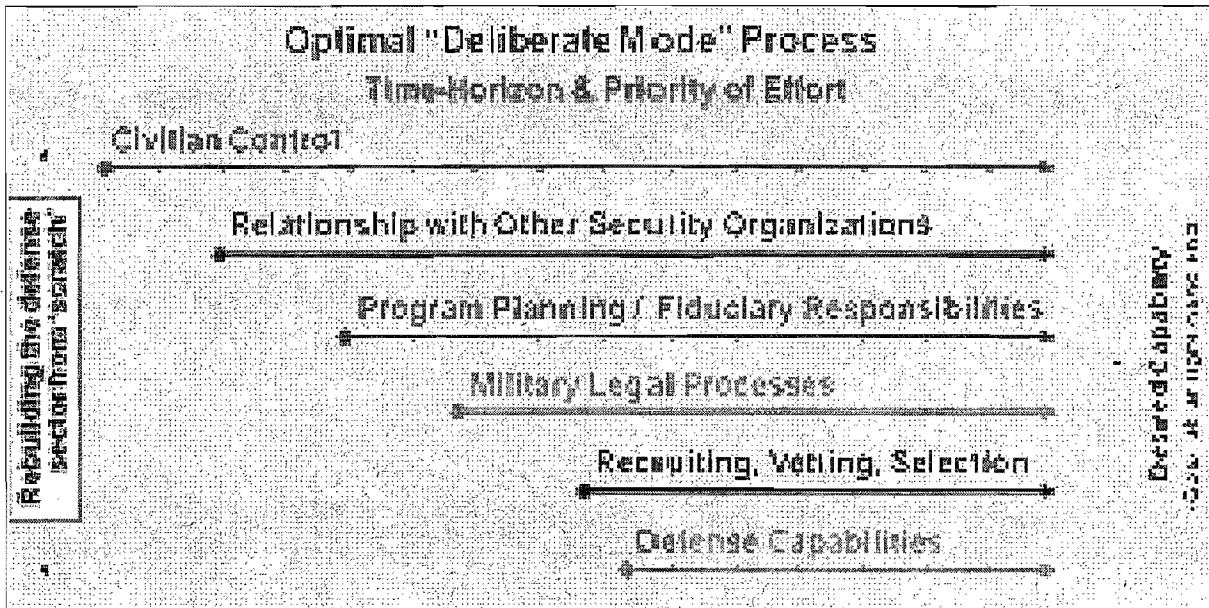 Optimal "Deliberate Mode" Process
Time-Horizon & Priority of Effort
Civilian Control
Relationship with Other Security Organizations
Program Planning / Fiduciary Responsibilities
Military Legal Processes
Recruiting, Vetting, Selection
Defense Capabilities
Rebuilding the defense
sector from "scratch"
Desired Capability